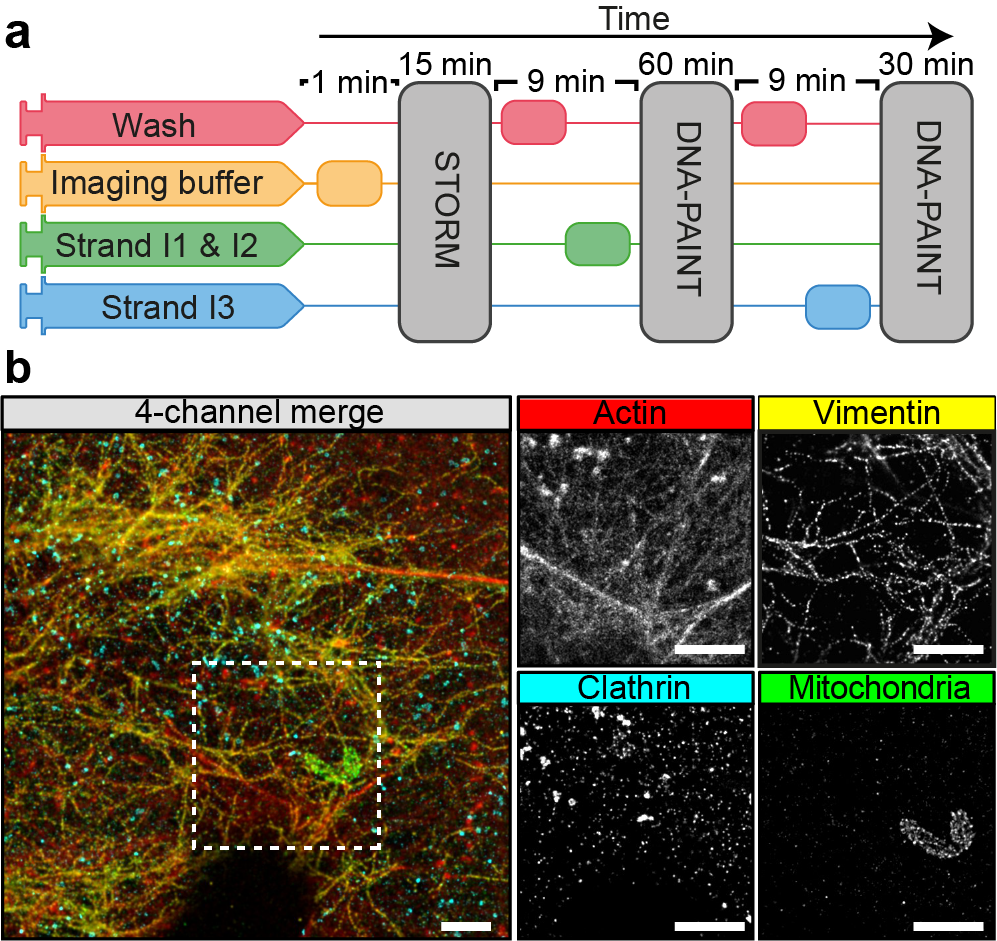 a
Time
1 min
15 min
9 min
60 min
9 min
30 min
Wash
Imaging buffer
Strand I1 & I2
Strand I3
STORM
DNA-PAINT
DNA-PAINT
b
4-channel merge
Actin
Vimentin
Clathrin
Mitochondria